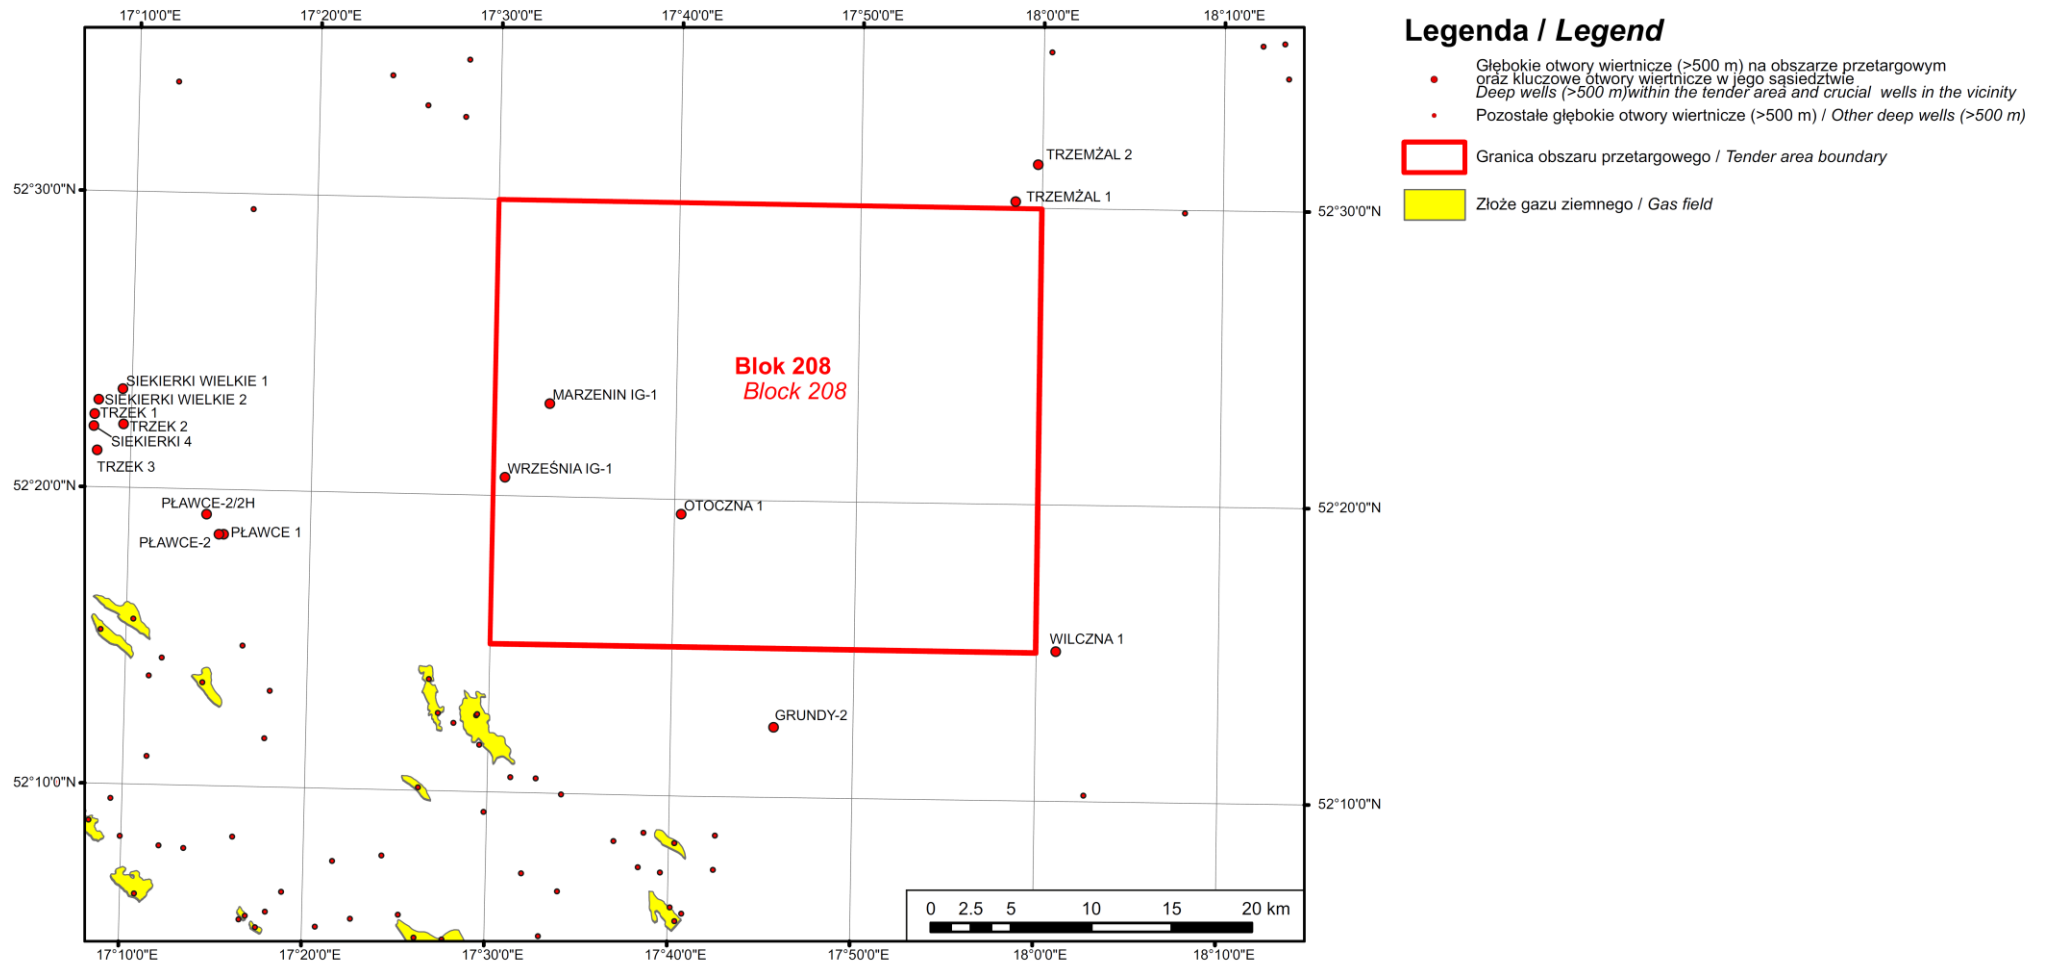 17°10'0"E 17°20'0"E 17°30'0"E 17°40'0"E 17°50'0"E 18°0'0"E 18°10'0"E
Legenda / Legend
Głębokie otwory wiertnicze (>500 m) na obszarze przetargowym
oraz kluczowe otwory wiertnicze w jego sąsiedztwie
Deep wells (>500 m)within the tender area and crucial wells in the vicinity
Pozostałe głębokie otwory wiertnicze (>500 m) / Other deep wells (>500 m)
Granica obszaru przetargowego / Tender area boundary
Złoże gazu ziemnego / Gas field
TRZEMŻAL 2
52°30'0"N
TRZEMŻAL 1
52°30'0"N
Blok 208
Block 208
SIEKIERKI WIELKIE 1
MARZENIN IG-1
SIEKIERKI WIELKIE 2
TRZEK 1
TRZEK 2
SIEKIERKI 4
TRZEK 3
WRZEŚNIA IG-1
52°20'0"N
PŁAWCE-2/2H
OTOCZNA 1
52°20'0"N
PŁAWCE 1
PŁAWCE-2
WILCZNA 1
GRUNDY-2
52°10'0"N
52°10'0"N
0 2.5 5 10 15 20 km
17°10'0"E 17°20'0"E 17°30'0"E 17°40'0"E 17°50'0"E 18°0'0"E 18°10'0"E